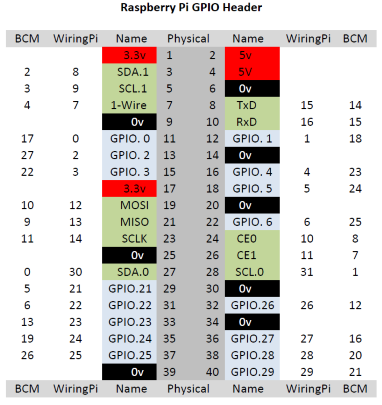 Raspberry Pi GPIO Header
BCM WiringPi Name Physical Name WiringPi BCM
3.3v 1 2 5v
2 8 SDA.1 3 4 5V
3 9 SCL.1 5 6 0v
4 7 1-Wire 7 8 TxD 15 14
0v 9 10 RxD 16 15
17 0 GPIO. 0 11 12 GPIO. 1 1 18
27 2 GPIO. 2 13 14 0v
22 3 GPIO. 3 15 16 GPIO. 4 4 23
3.3v 17 18 GPIO. 5 5 24
10 12 MOSI 19 20 0v
9 13 MISO 21 22 GPIO. 6 6 25
11 14 SCLK 23 24 CE0 10 8
0v 25 26 CE1 11 7
0 30 SDA.0 27 28 SCL.0 31 1
5 21 GPIO.21 29 30 0v
6 22 GPIO.22 31 32 GPIO.26 26 12
13 23 GPIO.23 33 34 0v
19 24 GPIO.24 35 36 GPIO.27 27 16
26 25 GPIO.25 37 38 GPIO.28 28 20
0v 39 40 GPIO.29 29 21
BCM WiringPi Name Physical Name WiringPi BCM